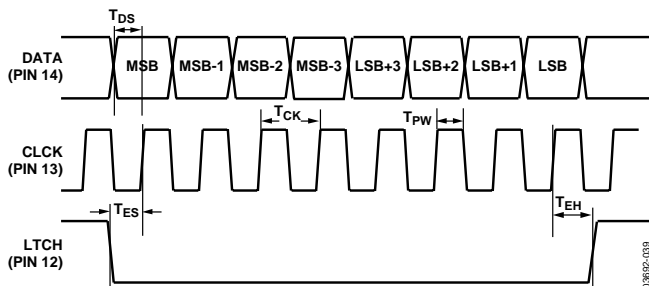 TDS
DATA
(PIN 14)
MSB MSB-1 MSB-2 MSB-3 LSB+3 LSB+2 LSB+1 LSB
TCK
TPW
CLCK
(PIN 13)
TES
TEH
LTCH
(PIN 12)
03692-039